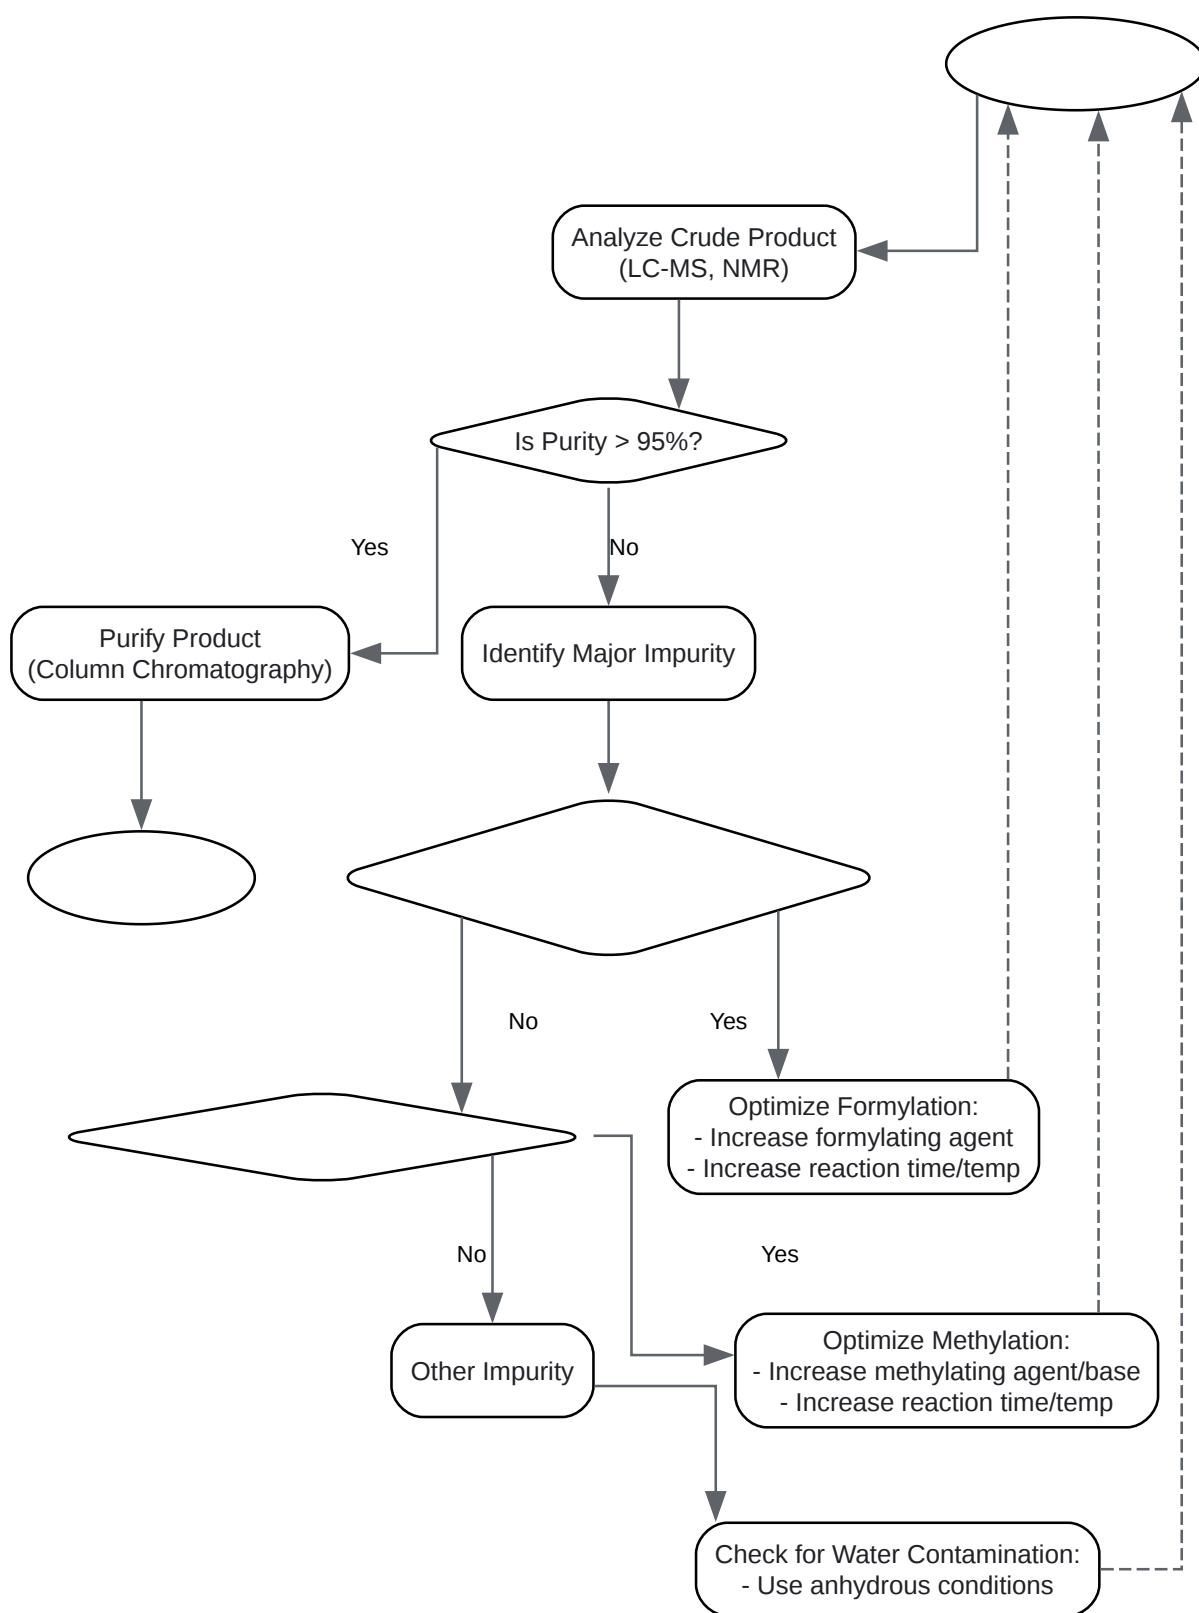 Analyze Crude Product
(LC-MS, NMR)
Is Purity > 95%?
Yes
No
Purify Product
(Column Chromatography)
Identify Major Impurity
No
Yes
Optimize Formylation:
- Increase formylating agent
- Increase reaction time/temp
No
Yes
Other Impurity
Optimize Methylation:
- Increase methylating agent/base
- Increase reaction time/temp
Check for Water Contamination:
- Use anhydrous conditions